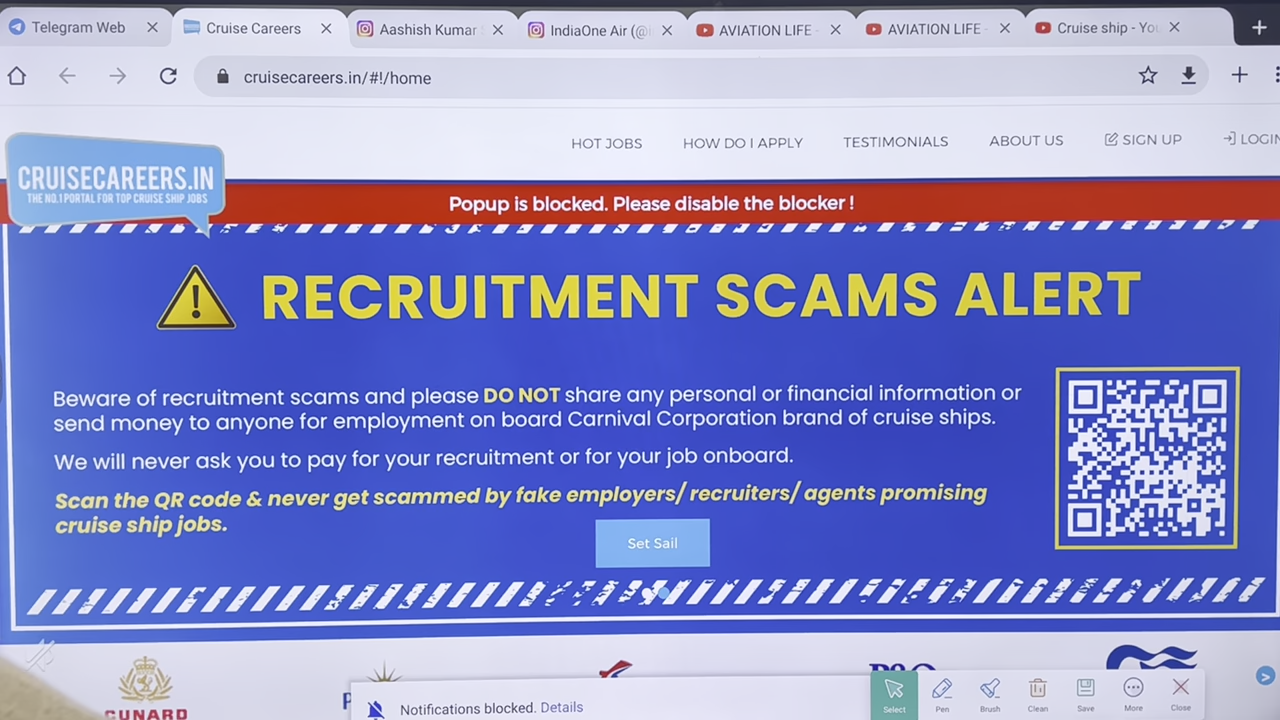 Telegram Web
Cruise Careers
Aashish Kumar
IndiaOne Air (@i
AVIATION LIFE -
AVIATION LIFE -
Cruise ship - You
cruisecareers.in/#!/home
HOT JOBS
HOW DO I APPLY
TESTIMONIALS
ABOUT US
SIGN UP
LOGIN
CRUISECAREERS.IN
THE NO.1 PORTAL FOR TOP CRUISE SHIP JOBS
Popup is blocked. Please disable the blocker !
RECRUITMENT SCAMS ALERT
Beware of recruitment scams and please DO NOT share any personal or financial information or
send money to anyone for employment on board Carnival Corporation brand of cruise ships.
We will never ask you to pay for your recruitment or for your job onboard.
Scan the QR code & never get scammed by fake employers/ recruiters/ agents promising
cruise ship jobs.
Set Sail
CUNARD
P&O
Notifications blocked. Details
Select
Pen
Brush
Clean
Save
More
Close